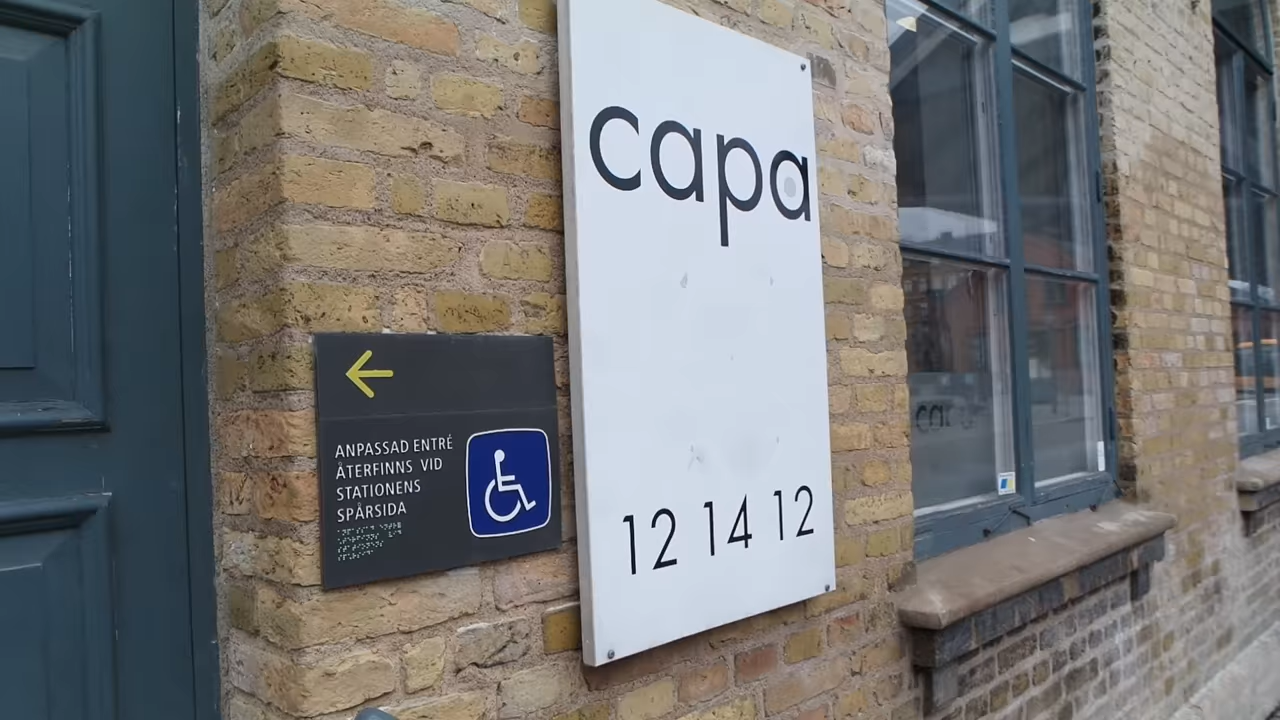 capa
12 14 12
ANPASSAD ENTRÉ
ÅTERFINNS VID
STATIONENS
SPÅRSIDA